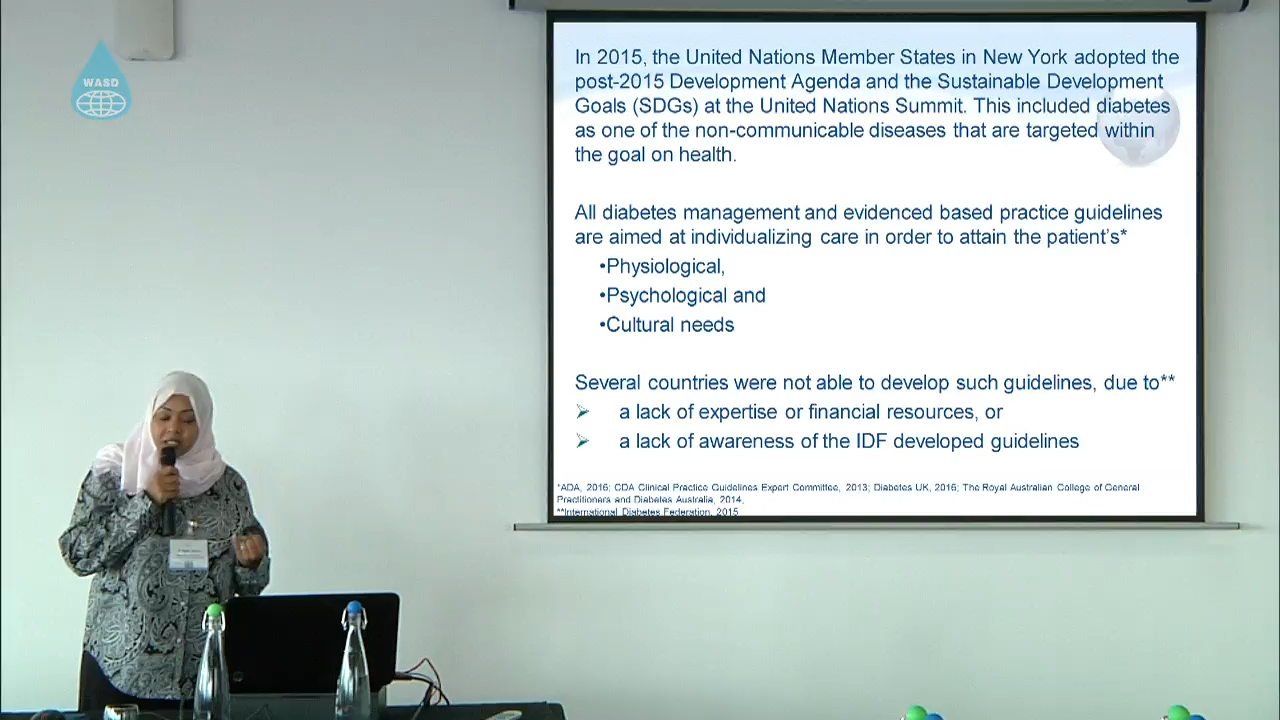 WASD
In 2015, the United Nations Member States in New York adopted the
post-2015 Development Agenda and the Sustainable Development
Goals (SDGs) at the United Nations Summit. This included diabetes
as one of the non-communicable diseases that are targeted within
the goal on health.
All diabetes management and evidenced based practice guidelines
are aimed at individualizing care in order to attain the patient's*
•Physiological,
•Psychological and
•Cultural needs
Several countries were not able to develop such guidelines, due to**
➢ a lack of expertise or financial resources, or
➢ a lack of awareness of the IDF developed guidelines
*ADA, 2016; CDA Clinical Practice Guidelines Expert Committee, 2013; Diabetes UK, 2016; The Royal Australian College of General
Practitioners and Diabetes Australia, 2014,
**International Diabetes Federation, 2015